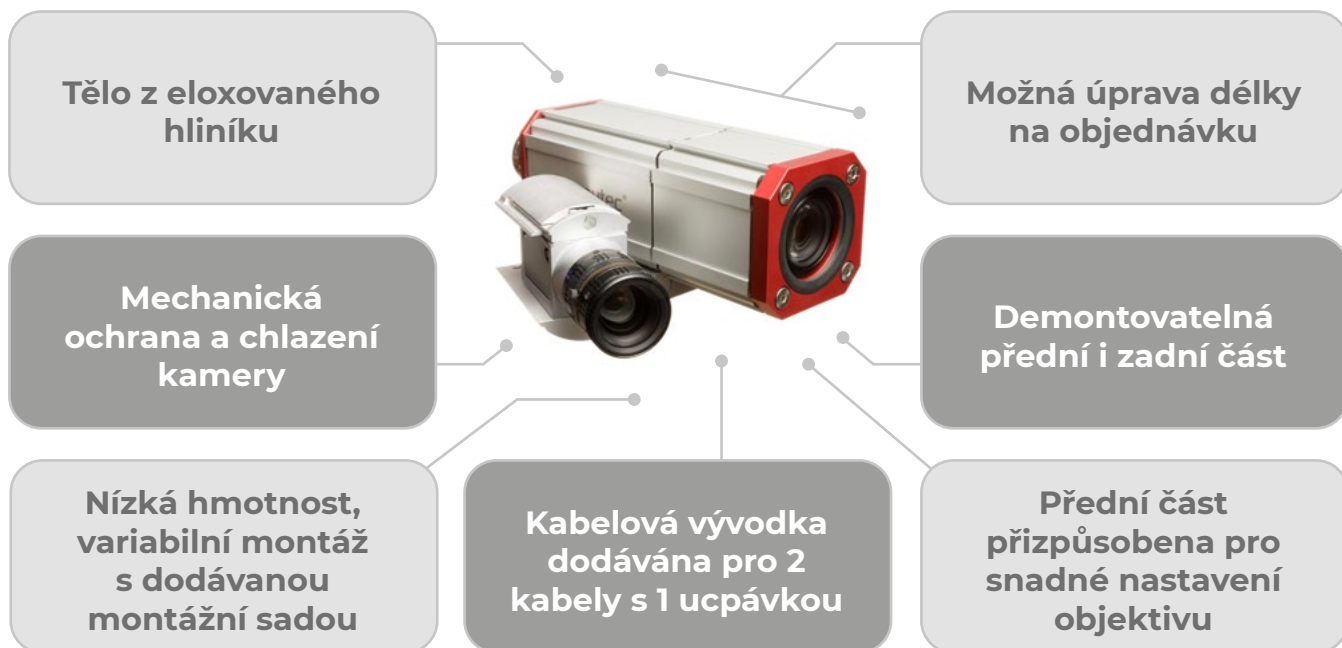 Tělo z eloxovaného
hliníku
Možná úprava délky
na objednávku
Mechanická
ochrana a chlazení
kamery
Demontovatelná
přední i zadní část
Nízká hmotnost,
variabilní montáž
s dodávanou
montážní sadou
Kabelová vývodka
dodávána pro 2
kabely s 1 ucpávkou
Přední část
přizpůsobena pro
snadné nastavení
objektivu